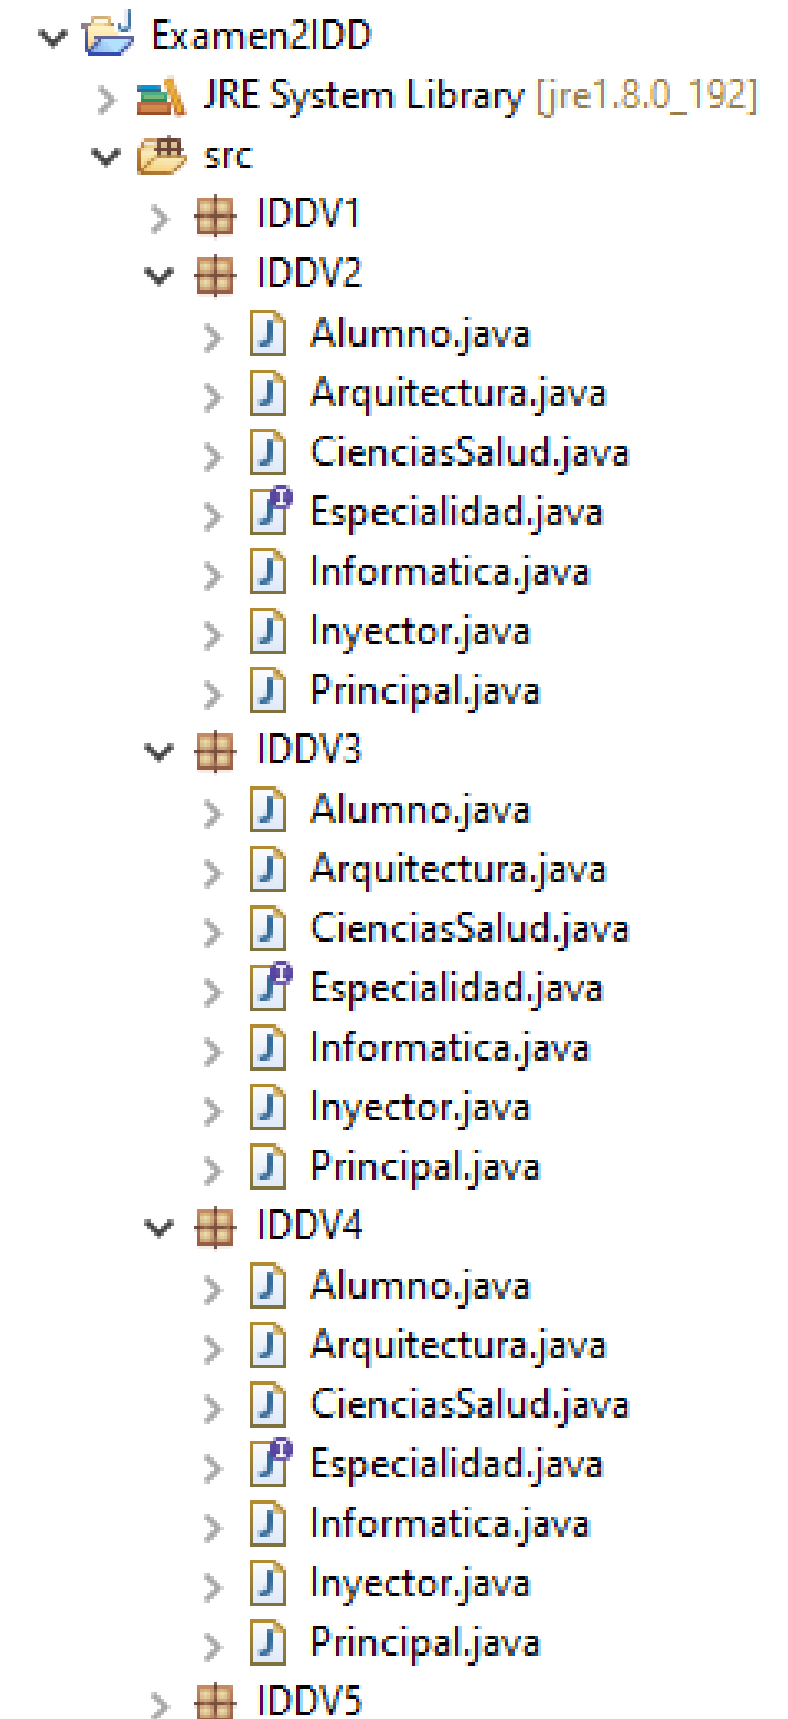 Examen2IDD
JRE System Library [jre1.8.0_192]
src
IDDV1
IDDV2
Alumno.java
Arquitectura.java
CienciasSalud.java
Especialidad.java
Informatica.java
Inyector.java
Principal.java
IDDV3
Alumno.java
Arquitectura.java
CienciasSalud.java
Especialidad.java
Informatica.java
Inyector.java
Principal.java
IDDV4
Alumno.java
Arquitectura.java
CienciasSalud.java
Especialidad.java
Informatica.java
Inyector.java
Principal.java
IDDV5